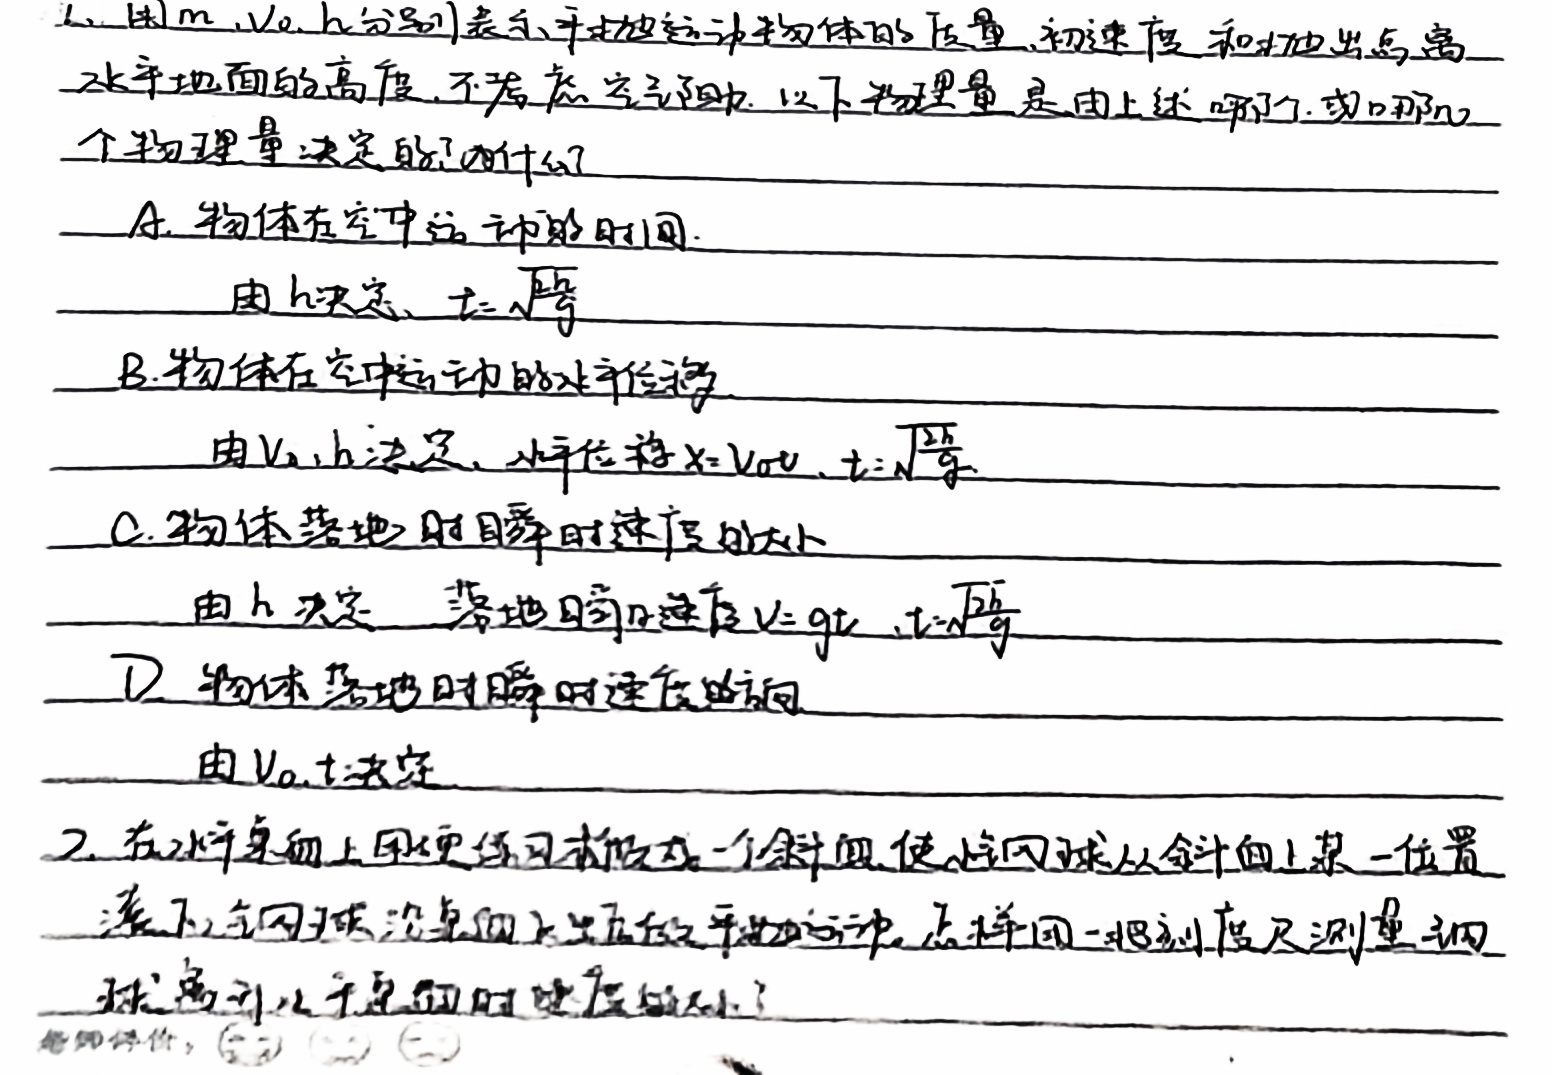 1. 用m、V₀、h分别表示平抛运动物体的质量、初速度和抛出点离
水平地面的高度、不考虑空气阻力、以下物理量是由上述哪个、或哪几
个物理量决定的？为什么？
A. 物体在空中运动的时间.
由h决定、t=√(2h/g)
B. 物体在空中运动的水平位移
由V₀、h决定、水平位移x=V₀t、t=√(2h/g)
C. 物体落地时瞬时速度的大小
由h决定 落地瞬时速度V=gt、t=√(2h/g)
D 物体落地时瞬时速度的方向
由V₀、t决定
2. 在水平桌面上用硬练习本做成一个斜面、使小钢球从斜面上某一位置
滚下、钢球沿桌面飞出后做平抛运动。怎样用一把刻度尺测量钢
球离开水平桌面时速度的大小？
老师评价：